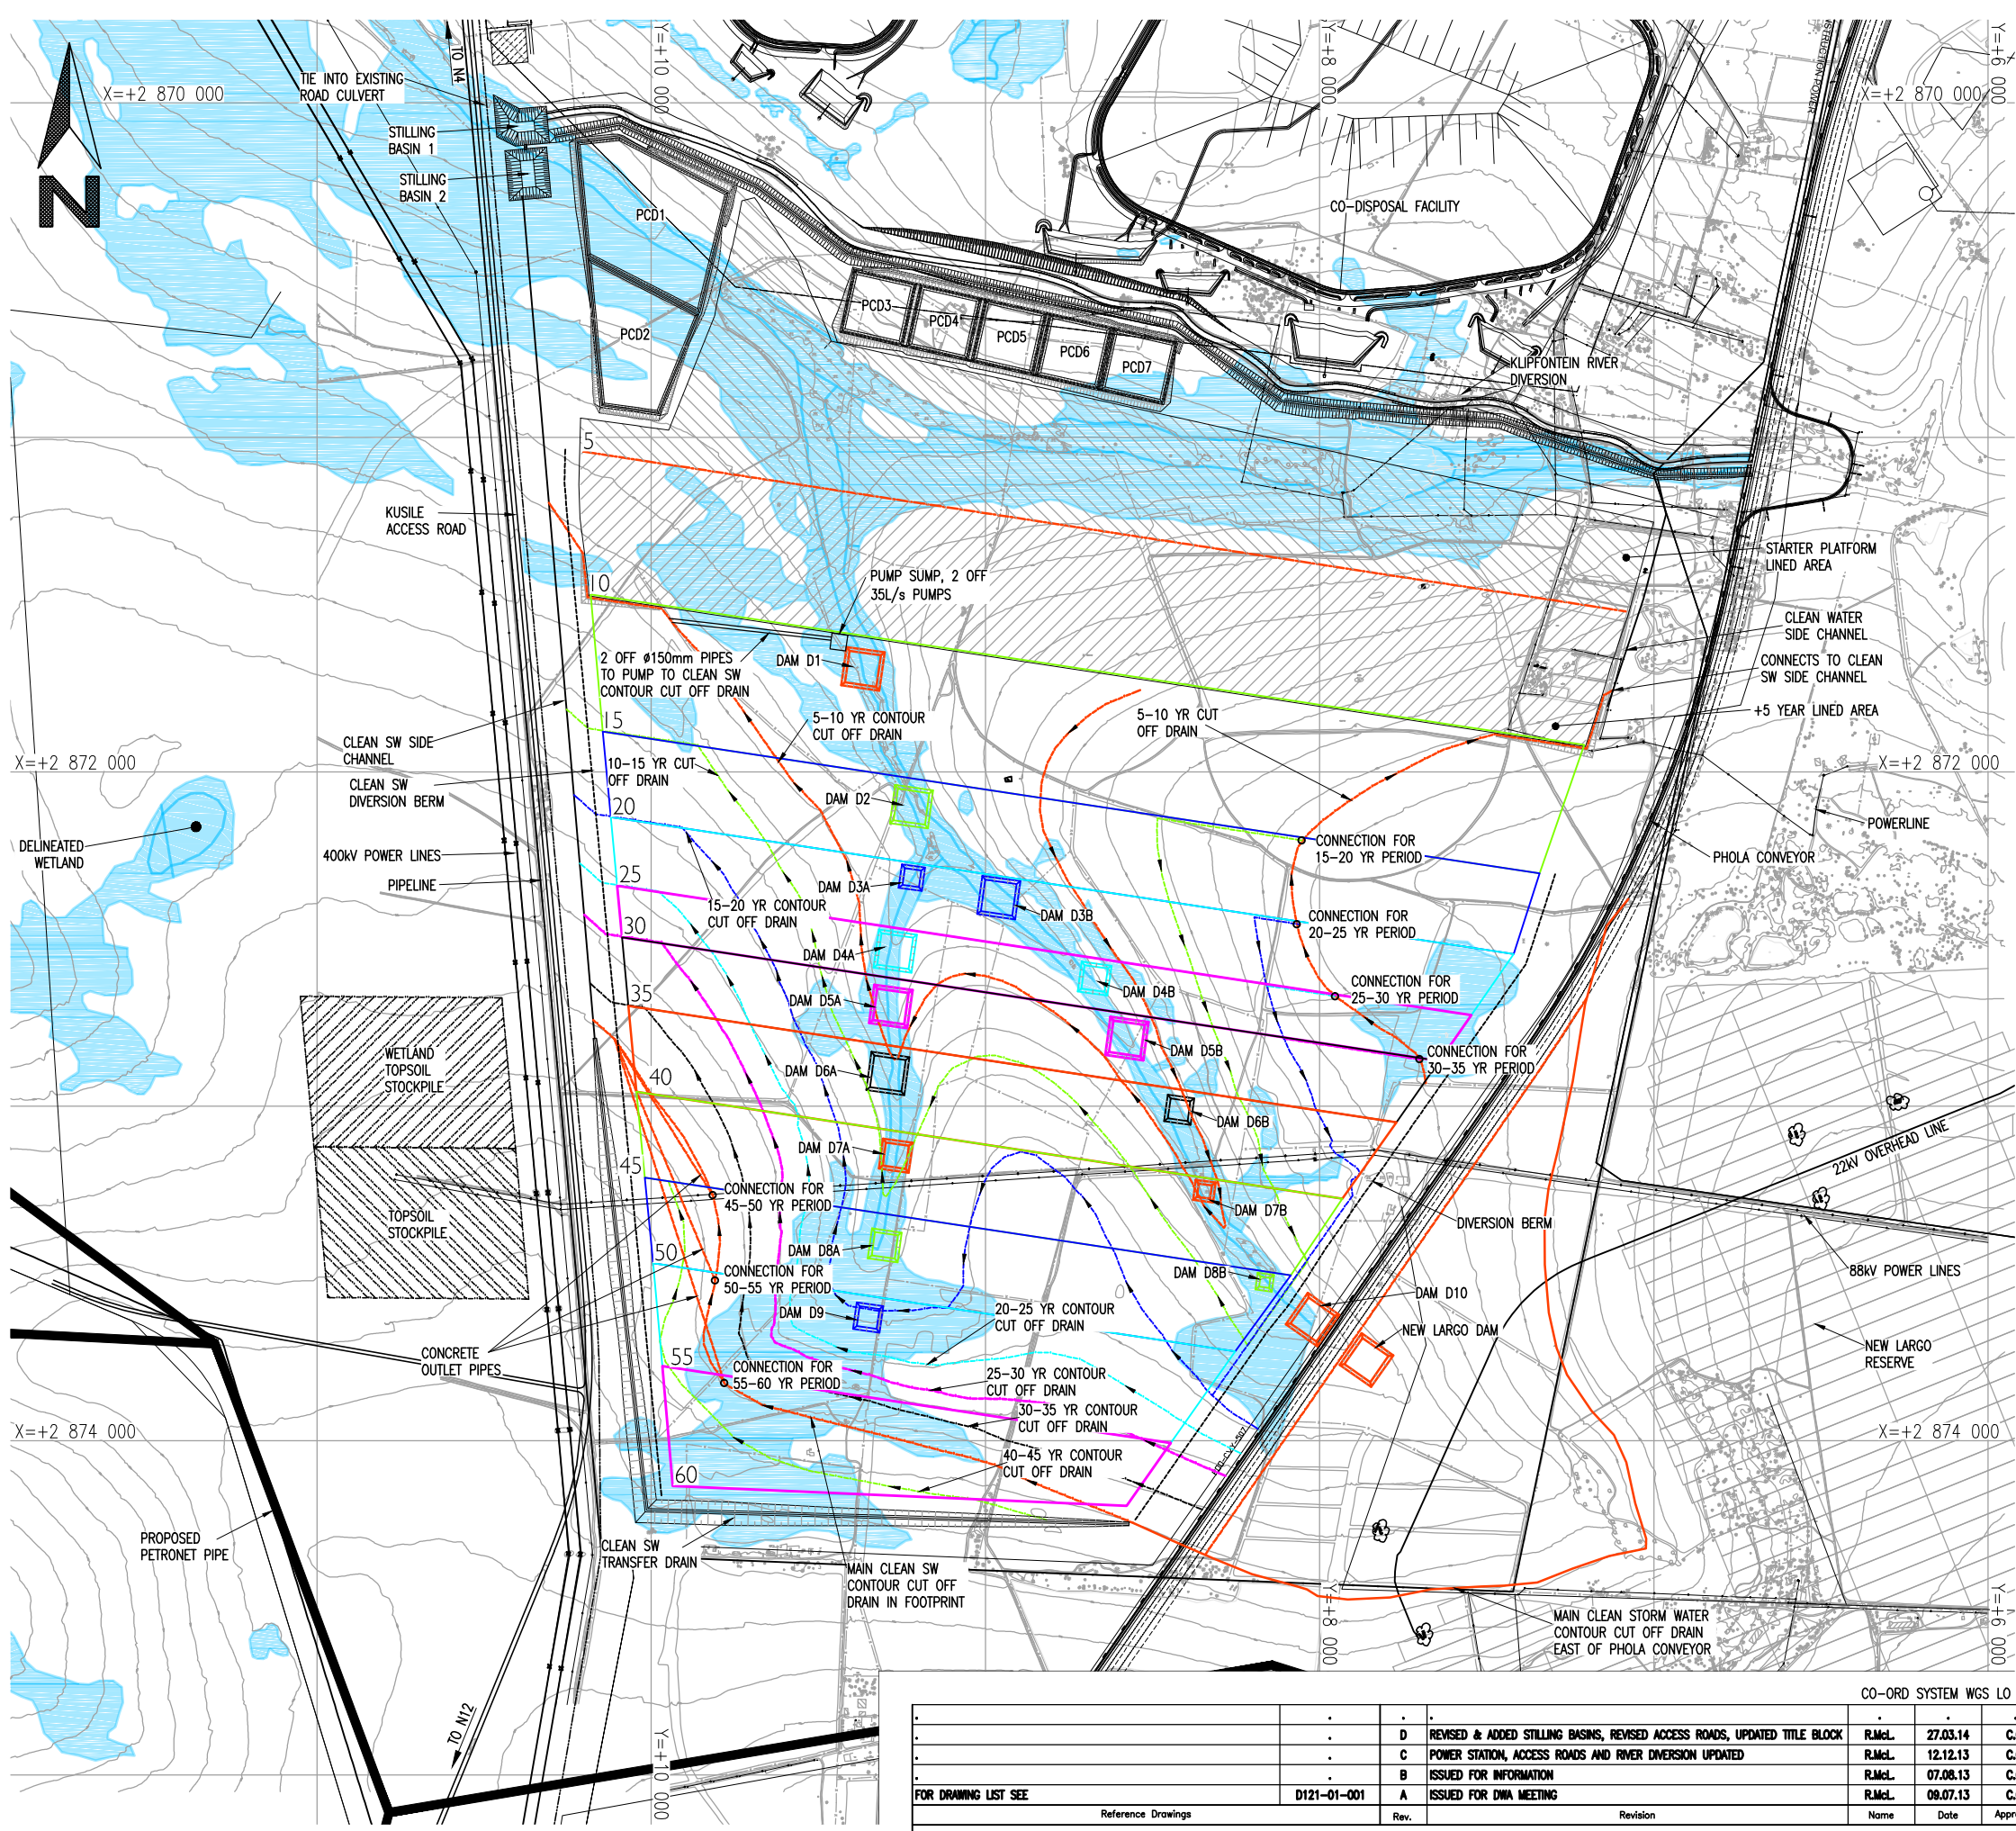 TO N4
Y=+10 000
Y=+8 000
Y=+6 000
X=+2 870 000
X=+2 870 000
N
TIE INTO EXISTING
ROAD CULVERT
STILLING
BASIN 1
STILLING
BASIN 2
PCD1
PCD2
PCD3
PCD4
PCD5
PCD6
PCD7
CO-DISPOSAL FACILITY
KLIPFONTEIN RIVER
DIVERSION
5
KUSILE
ACCESS ROAD
STARTER PLATFORM
LINED AREA
10
PUMP SUMP, 2 OFF
35L/s PUMPS
CLEAN WATER
SIDE CHANNEL
2 OFF ø150mm PIPES
TO PUMP TO CLEAN SW
CONTOUR CUT OFF DRAIN
DAM D1
CONNECTS TO CLEAN
SW SIDE CHANNEL
+5 YEAR LINED AREA
15
5-10 YR CONTOUR
CUT OFF DRAIN
5-10 YR CUT
OFF DRAIN
CLEAN SW SIDE
CHANNEL
X=+2 872 000
X=+2 872 000
10-15 YR CUT
OFF DRAIN
CLEAN SW
DIVERSION BERM
20
DAM D2
POWERLINE
DELINEATED
WETLAND
400kV POWER LINES
CONNECTION FOR
15-20 YR PERIOD
PHOLA CONVEYOR
PIPELINE
25
DAM D3A
15-20 YR CONTOUR
CUT OFF DRAIN
DAM D3B
CONNECTION FOR
20-25 YR PERIOD
30
DAM D4A
DAM D4B
CONNECTION FOR
25-30 YR PERIOD
35
DAM D5A
WETLAND
TOPSOIL
STOCKPILE
DAM D5B
CONNECTION FOR
30-35 YR PERIOD
40
DAM D6A
DAM D6B
22kV OVERHEAD LINE
45
DAM D7A
CONNECTION FOR
45-50 YR PERIOD
DAM D7B
TOPSOIL
STOCKPILE
DIVERSION BERM
50
DAM D8A
CONNECTION FOR
50-55 YR PERIOD
DAM D8B
88kV POWER LINES
DAM D9
DAM D10
20-25 YR CONTOUR
CUT OFF DRAIN
NEW LARGO DAM
NEW LARGO
RESERVE
CONCRETE
OUTLET PIPES
55
CONNECTION FOR
55-60 YR PERIOD
25-30 YR CONTOUR
CUT OFF DRAIN
30-35 YR CONTOUR
CUT OFF DRAIN
X=+2 874 000
X=+2 874 000
40-45 YR CONTOUR
CUT OFF DRAIN
60
PROPOSED
PETRONET PIPE
CLEAN SW
TRANSFER DRAIN
MAIN CLEAN SW
CONTOUR CUT OFF
DRAIN IN FOOTPRINT
MAIN CLEAN STORM WATER
CONTOUR CUT OFF DRAIN
EAST OF PHOLA CONVEYOR
Y=+8 000
Y=+6 000
TO N12
Y=+10 000
CO-ORD SYSTEM WGS LO
D REVISED & ADDED STILLING BASINS, REVISED ACCESS ROADS, UPDATED TITLE BLOCK R.McL. 27.03.14 C.
C POWER STATION, ACCESS ROADS AND RIVER DIVERSION UPDATED R.McL. 12.12.13 C.
B ISSUED FOR INFORMATION R.McL. 07.08.13 C.
FOR DRAWING LIST SEE D121-01-001 A ISSUED FOR DWA MEETING R.McL. 09.07.13 C.
Reference Drawings Rev. Revision Name Date Appr